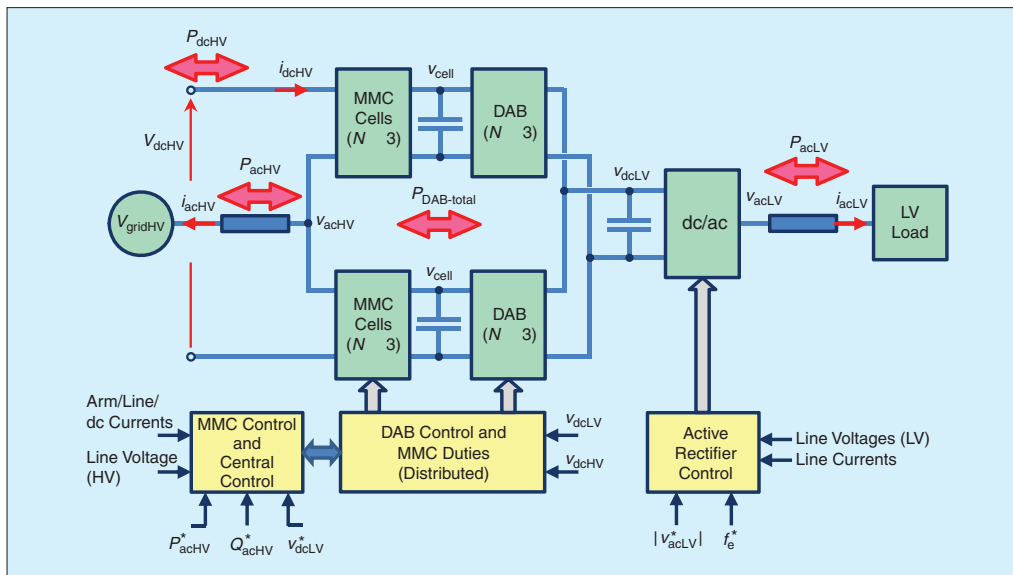 PdcHV
idcHV
VdcHV
MMC
Cells
(N 3)
vcell
DAB
(N 3)
PacHV
iacHV
VgridHV
vacHV
PDAB-total
vdcLV
dc/ac
PacLV
vacLV
iacLV
LV
Load
MMC
Cells
(N 3)
vcell
DAB
(N 3)
Arm/Line/
dc Currents
Line Voltage
(HV)
MMC Control
and
Central
Control
DAB Control and
MMC Duties
(Distributed)
vdcLV
vdcHV
Active
Rectifier
Control
Line Voltages (LV)
Line Currents
P*acHV
Q*acHV
v*dcLV
|v*acLV|
f*e